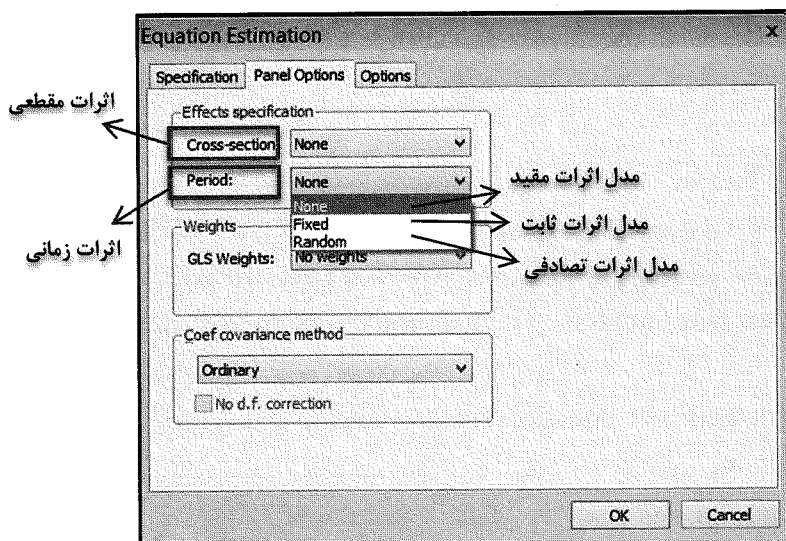 Equation Estimation
x
Specification Panel Options Options
Effects specification
اثرات مقطعی
Cross-section None
Period: None
مدل اثرات مقید
None
مدل اثرات ثابت
Fixed
Weights
Random
مدل اثرات تصادفی
اثرات زمانی
GLS Weights: No weights
Coef covariance method
Ordinary
No d.f. correction
OK Cancel